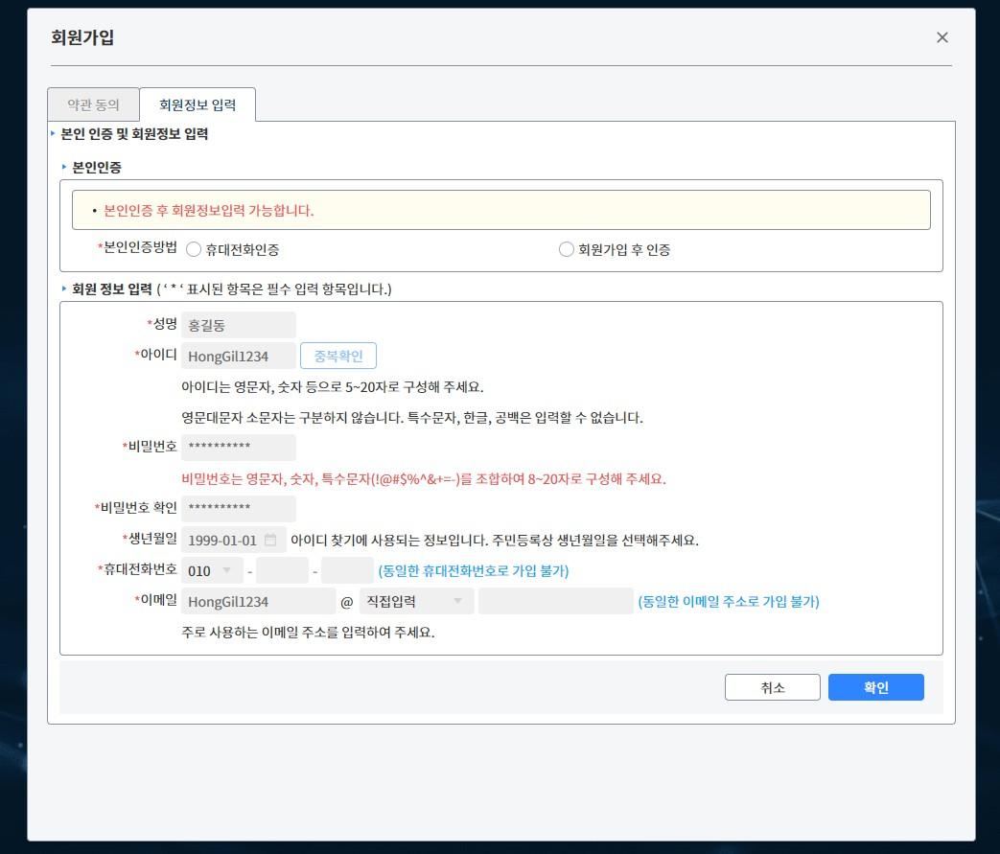 회원가입
약관 동의
회원정보 입력
본인 인증 및 회원정보 입력
본인인증
• 본인인증 후 회원정보입력 가능합니다.
*본인인증방법 휴대전화인증 회원가입 후 인증
회원 정보 입력 ( ‘ * ‘ 표시된 항목은 필수 입력 항목입니다.)
*성명 홍길동
*아이디 HongGil1234 중복확인
아이디는 영문자, 숫자 등으로 5~20자로 구성해 주세요.
영문대문자 소문자는 구분하지 않습니다. 특수문자, 한글, 공백은 입력할 수 없습니다.
*비밀번호 **********
비밀번호는 영문자, 숫자, 특수문자(!@#$%^&+=-)를 조합하여 8~20자로 구성해 주세요.
*비밀번호 확인 **********
*생년월일 1999-01-01 아이디 찾기에 사용되는 정보입니다. 주민등록상 생년월일을 선택해주세요.
*휴대전화번호 010 - - (동일한 휴대전화번호로 가입 불가)
*이메일 HongGil1234 @ 직접입력 (동일한 이메일 주소로 가입 불가)
주로 사용하는 이메일 주소를 입력하여 주세요.
취소 확인